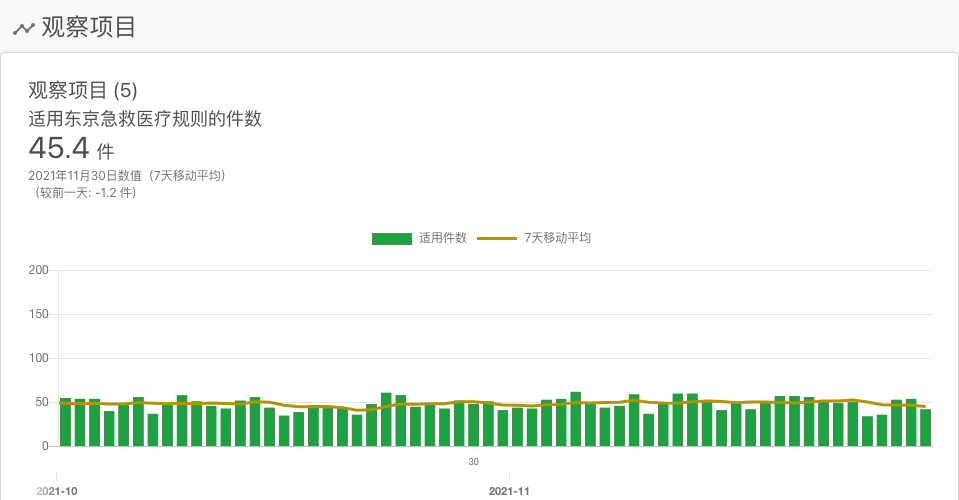 观察项目
观察项目 (5)
适用东京急救医疗规则的件数
45.4 件
2021年11月30日数值（7天移动平均）
（较前一天: -1.2 件）
适用件数 7天移动平均
200
150
100
50
0
30
2021-10 2021-11